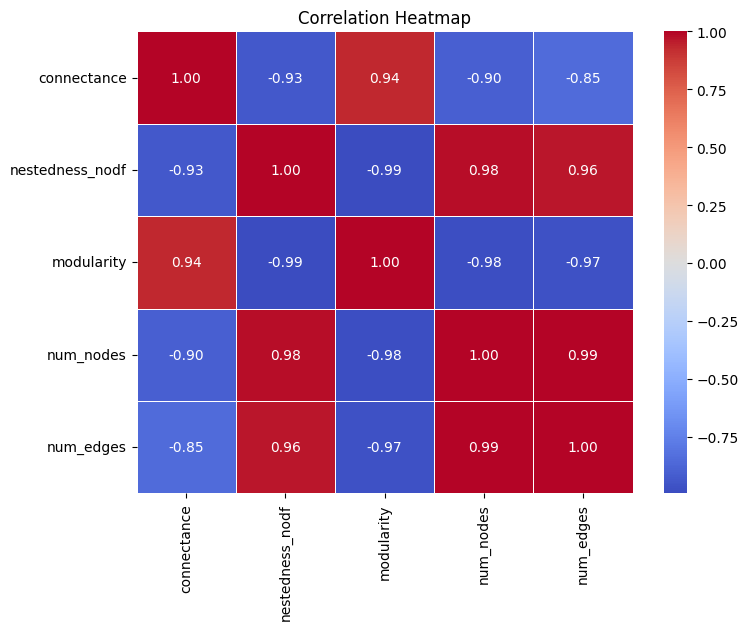 Correlation Heatmap
connectance 1.00 -0.93 0.94 -0.90 -0.85
nestedness_nodf -0.93 1.00 -0.99 0.98 0.96
modularity 0.94 -0.99 1.00 -0.98 -0.97
num_nodes -0.90 0.98 -0.98 1.00 0.99
num_edges -0.85 0.96 -0.97 0.99 1.00
connectance
nestedness_nodf
modularity
num_nodes
num_edges
1.00
0.75
0.50
0.25
0.00
−0.25
−0.50
−0.75